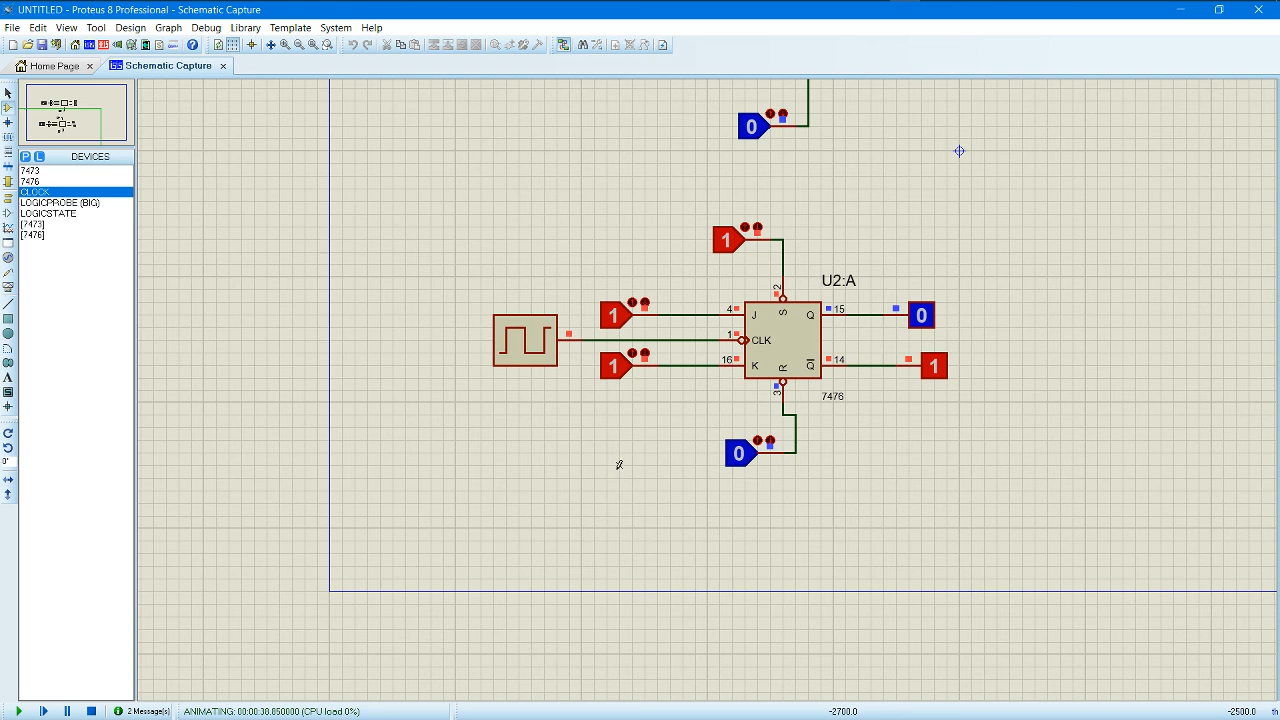 UNTITLED - Proteus 8 Professional - Schematic Capture
File Edit View Tool Design Graph Debug Library Template System Help
Home Page Schematic Capture
0
P L DEVICES
7473
7476
CLOCK
LOGICPROBE (BIG)
LOGICSTATE
[7473]
[7476]
1
U2:A
2
1 4 J S Q 15 0
1 CLK
1 16 K R Q 14 1
3
7476
0
0°
2 Message(s) ANIMATING: 00:00:38.050000 (CPU load 0%) -2700.0 -2500.0 th